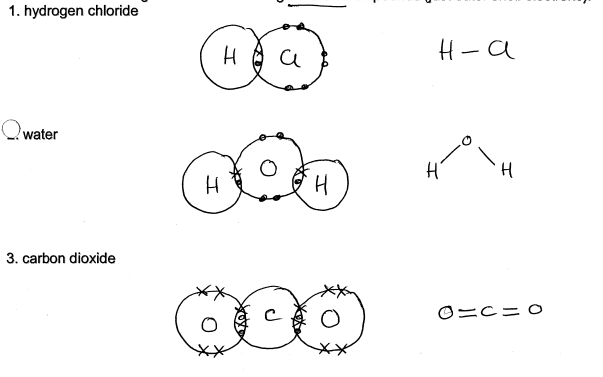 1. hydrogen chloride
H Cl H – Cl
water
H O H
O
H H
3. carbon dioxide
O C O O=C=O